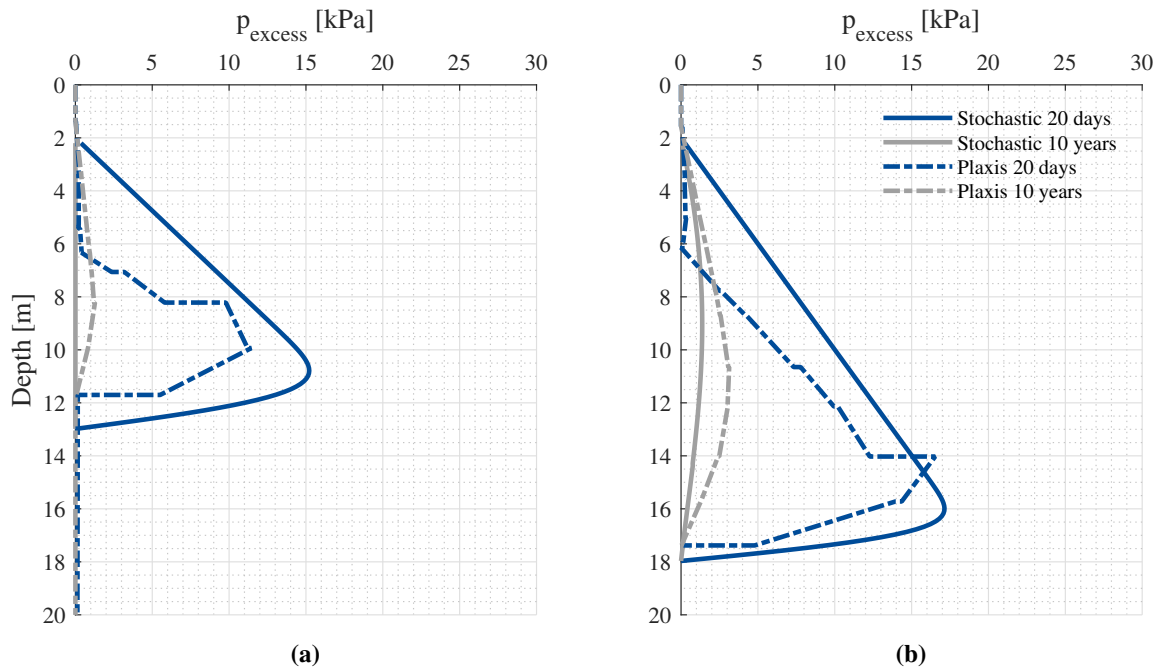 p_excess [kPa]
0 5 10 15 20 25 30
0
2
4
6
8
10
12
14
16
18
20
Depth [m]
(a)
p_excess [kPa]
0 5 10 15 20 25 30
0
2
4
6
8
10
12
14
16
18
20
Stochastic 20 days
Stochastic 10 years
Plaxis 20 days
Plaxis 10 years
(b)